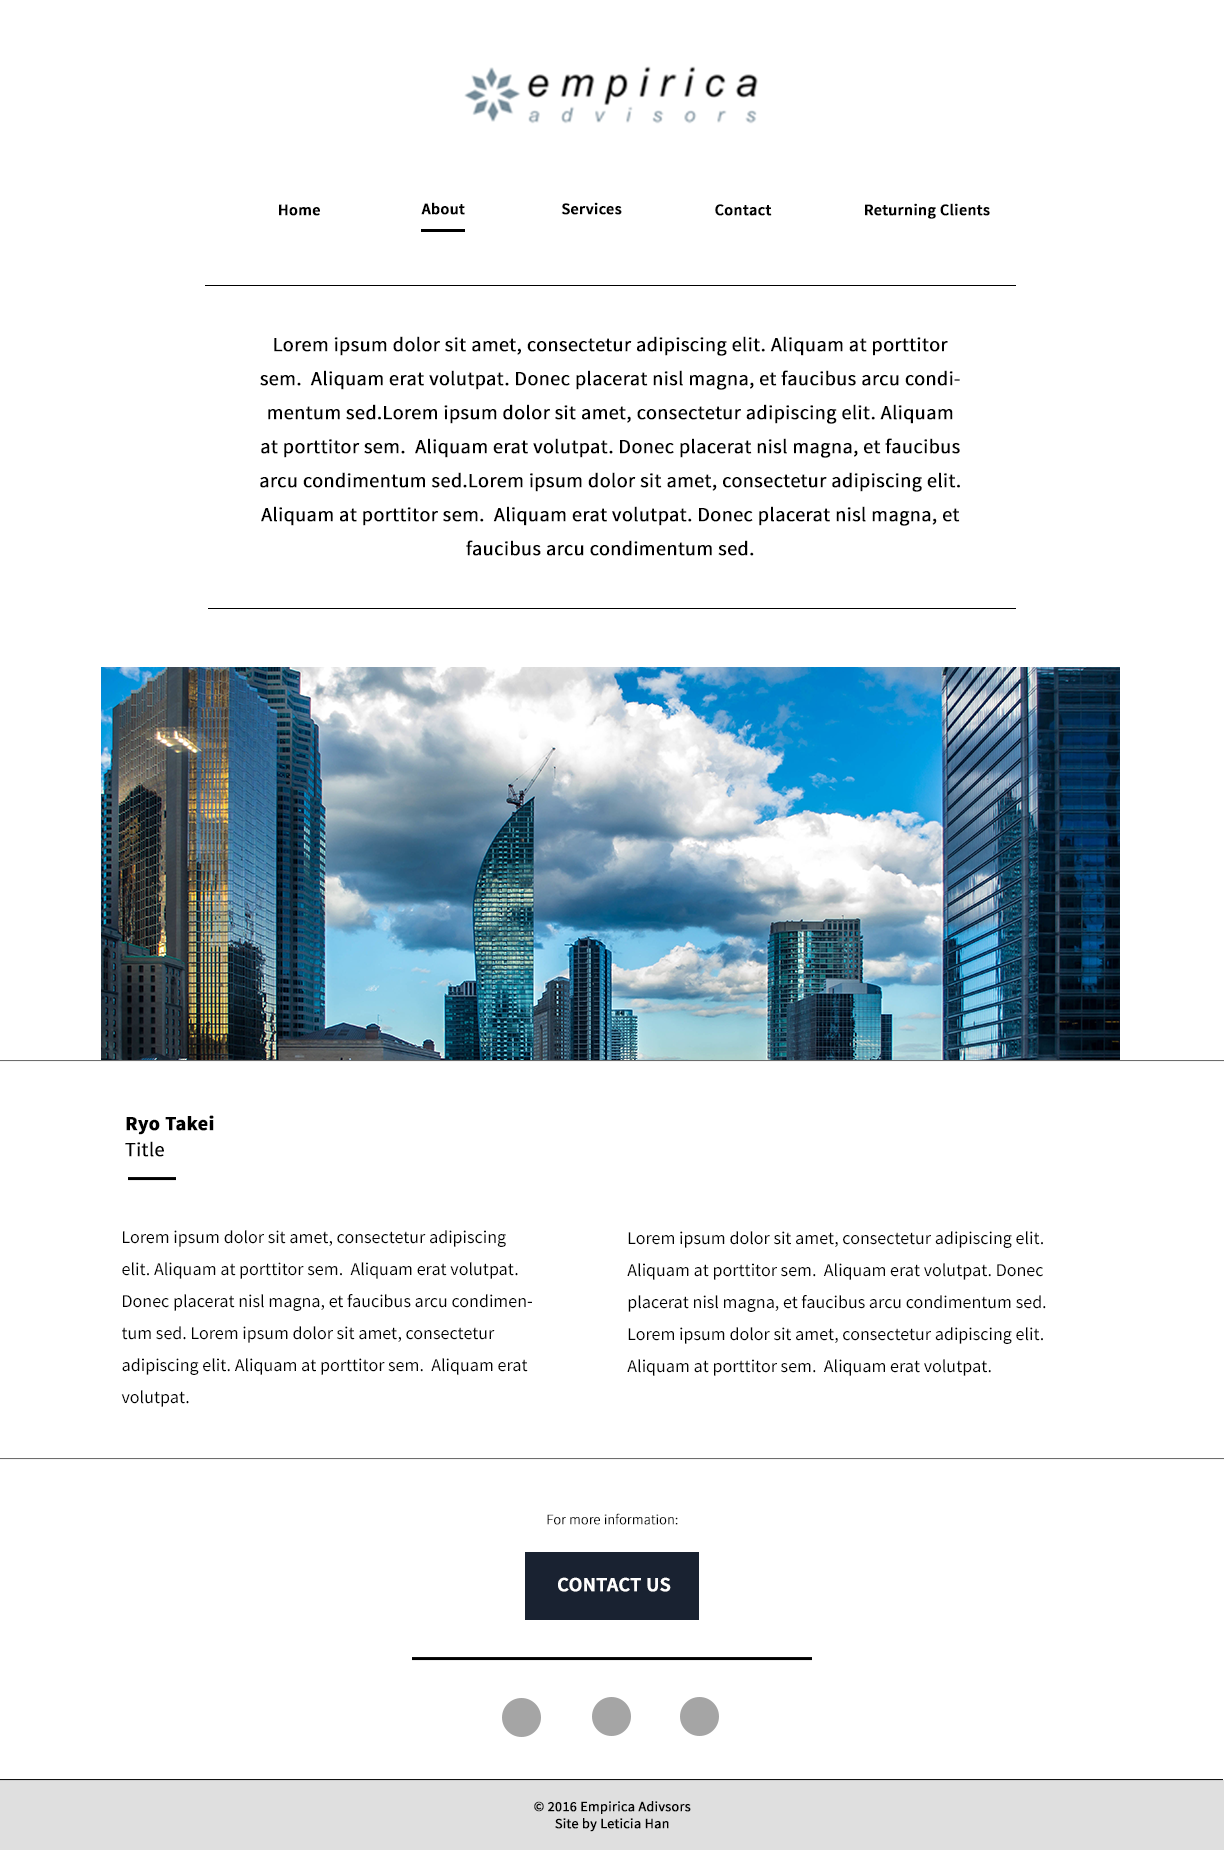 empirica
advisors
Home About Services Contact Returning Clients
Lorem ipsum dolor sit amet, consectetur adipiscing elit. Aliquam at porttitor
sem.  Aliquam erat volutpat. Donec placerat nisl magna, et faucibus arcu condi-
mentum sed.Lorem ipsum dolor sit amet, consectetur adipiscing elit. Aliquam
at porttitor sem.  Aliquam erat volutpat. Donec placerat nisl magna, et faucibus
arcu condimentum sed.Lorem ipsum dolor sit amet, consectetur adipiscing elit.
Aliquam at porttitor sem.  Aliquam erat volutpat. Donec placerat nisl magna, et
faucibus arcu condimentum sed.
Ryo Takei
Title
Lorem ipsum dolor sit amet, consectetur adipiscing
elit. Aliquam at porttitor sem.  Aliquam erat volutpat.
Donec placerat nisl magna, et faucibus arcu condimen-
tum sed. Lorem ipsum dolor sit amet, consectetur
adipiscing elit. Aliquam at porttitor sem.  Aliquam erat
volutpat.
Lorem ipsum dolor sit amet, consectetur adipiscing elit.
Aliquam at porttitor sem.  Aliquam erat volutpat. Donec
placerat nisl magna, et faucibus arcu condimentum sed.
Lorem ipsum dolor sit amet, consectetur adipiscing elit.
Aliquam at porttitor sem.  Aliquam erat volutpat.
For more information:
CONTACT US
© 2016 Empirica Adivsors
Site by Leticia Han